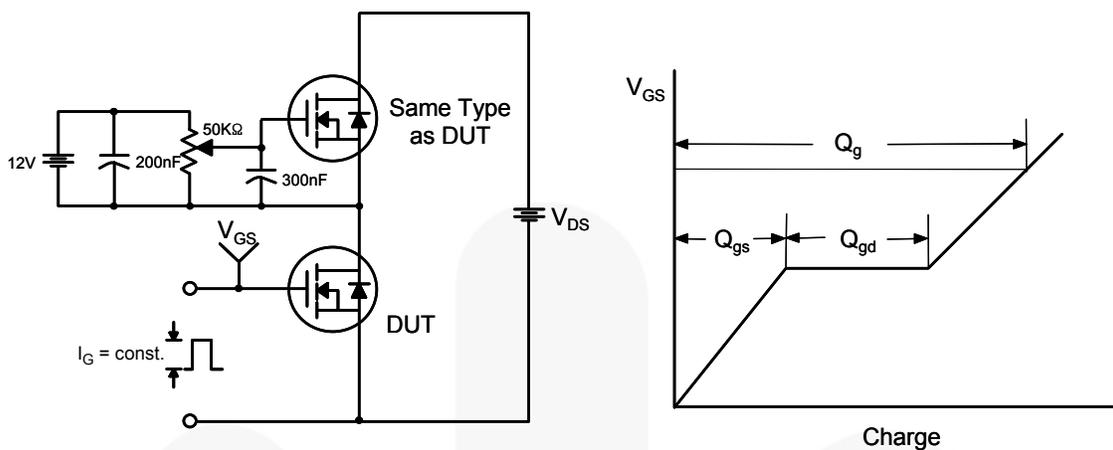 Same Type
as DUT
50KΩ
12V
200nF
300nF
V_GS
V_DS
DUT
I_G = const.
V_GS
Q_g
Q_gs
Q_gd
Charge